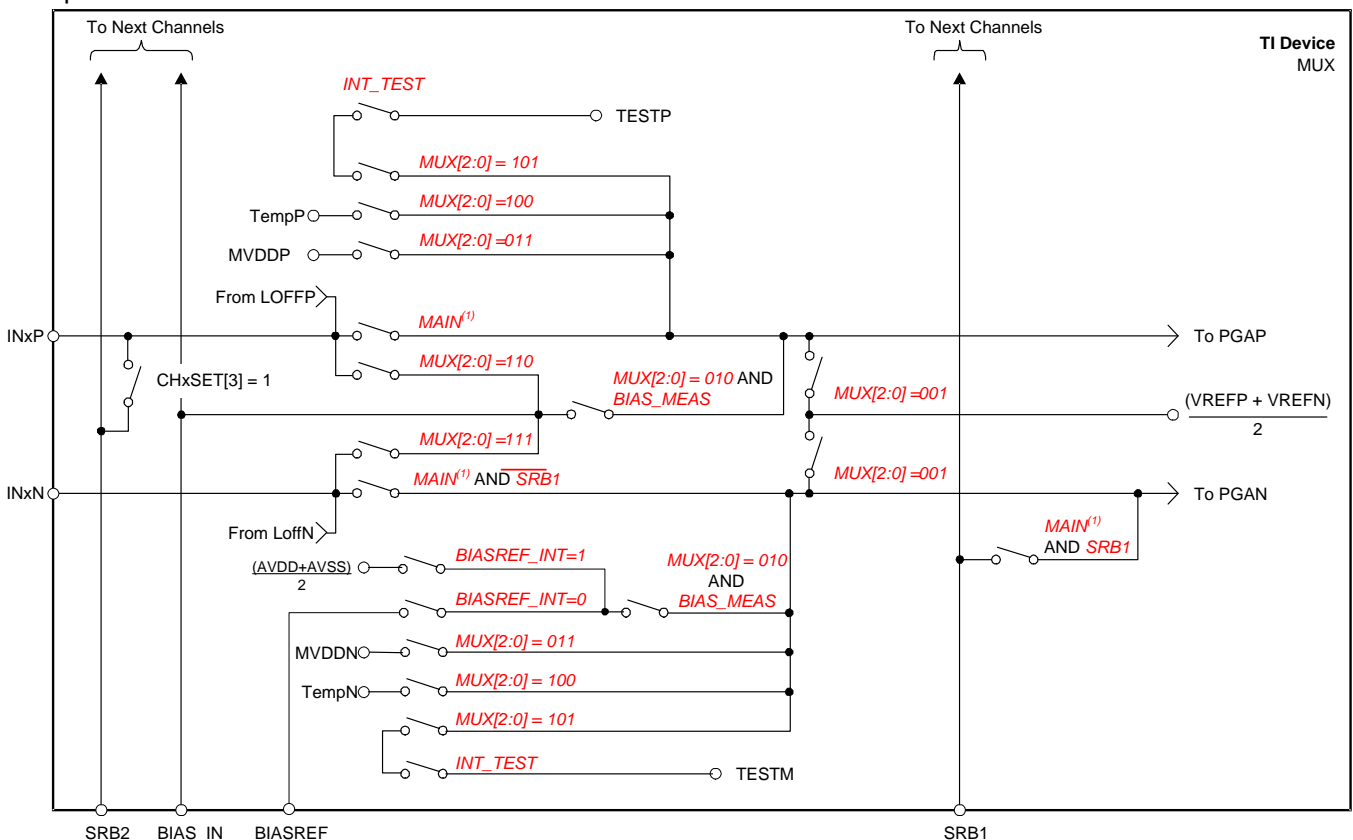 To Next Channels
To Next Channels
TI Device
MUX
INT_TEST
TESTP
MUX[2:0] = 101
MUX[2:0] =100
TempP
MUX[2:0] =011
MVDDP
From LOFFP
MAIN(1)
INxP
To PGAP
MUX[2:0] =110
CHxSET[3] = 1
MUX[2:0] = 010 AND
BIAS_MEAS
MUX[2:0] =001
(VREFP + VREFN)
2
MUX[2:0] =111
MAIN(1) AND SRB1
MUX[2:0] =001
INxN
To PGAN
From LoffN
MAIN(1)
AND SRB1
(AVDD+AVSS)
2
BIASREF_INT=1
MUX[2:0] = 010
AND
BIAS_MEAS
BIASREF_INT=0
MVDDN
MUX[2:0] = 011
TempN
MUX[2:0] = 100
MUX[2:0] = 101
INT_TEST
TESTM
SRB2
BIAS_IN
BIASREF
SRB1